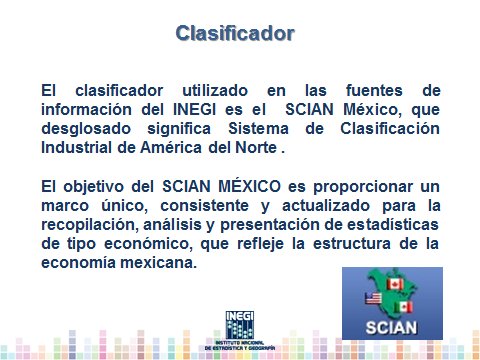 Clasificador
El clasificador utilizado en las fuentes de
información del INEGI es el SCIAN México, que
desglosado significa Sistema de Clasificación
Industrial de América del Norte .
El objetivo del SCIAN MÉXICO es proporcionar un
marco único, consistente y actualizado para la
recopilación, análisis y presentación de estadísticas
de tipo económico, que refleje la estructura de la
economía mexicana.
SCIAN
INEGI
INSTITUTO NACIONAL
DE ESTADÍSTICA Y GEOGRAFÍA